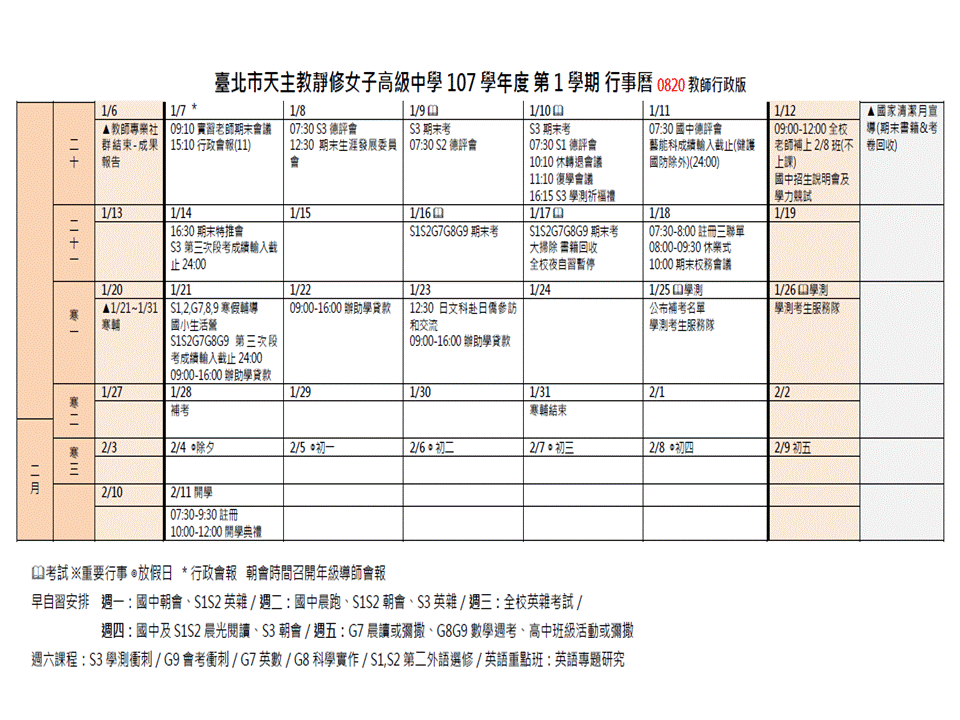 臺北市天主教靜修女子高級中學 107 學年度 第 1 學期 行事曆 0820 教師行政版
二十
1/6
▲教師專業社
群結束-成果
報告
1/7 *
09:10 實習老師期末會議
15:10 行政會報(11)
1/8
07:30 S3 德評會
12:30 期末生涯發展委員
會
1/9 🕮
S3 期末考
07:30 S2 德評會
1/10 🕮
S3 期末考
07:30 S1 德評會
10:10 休轉退會議
11:10 復學會議
16:15 S3 學測祈福禮
1/11
07:30 國中德評會
藝能科成績輸入截止(健護
國防除外)(24:00)
1/12
09:00-12:00 全校
老師補上 2/8 班(不
上課)
國中招生說明會及
學力競試
▲國家清潔月宣
導(期末書籍&考
卷回收)
二十一
1/13
1/14
16:30 期末特推會
S3 第三次段考成績輸入截
止 24:00
1/15
1/16 🕮
S1S2G7G8G9 期末考
1/17 🕮
S1S2G7G8G9 期末考
大掃除 書籍回收
全校夜自習暫停
1/18
07:30-8:00 註冊三聯單
08:00-09:30 休業式
10:00 期末校務會議
1/19
寒一
1/20
▲1/21~1/31
寒輔
1/21
S1,2,G7,8,9 寒假輔導
國小生活營
S1S2G7G8G9 第三次段
考成績輸入截止 24:00
09:00-16:00 辦助學貸款
1/22
09:00-16:00 辦助學貸款
1/23
12:30 日文科赴日僑參訪
和交流
09:00-16:00 辦助學貸款
1/24
1/25 🕮學測
公布補考名單
學測考生服務隊
1/26 🕮學測
學測考生服務隊
寒二
1/27
1/28
補考
1/29
1/30
1/31
寒輔結束
2/1
2/2
二月
寒三
2/3
2/4 ⊙除夕
2/5 ⊙初一
2/6 ⊙初二
2/7 ⊙初三
2/8 ⊙初四
2/9 初五
2/10
2/11 開學
07:30-9:30 註冊
10:00-12:00 開學典禮
🕮考試 ※重要行事 ⊙放假日 * 行政會報 朝會時間召開年級導師會報
早自習安排 週一：國中朝會、S1S2 英雜 / 週二：國中晨跑、S1S2 朝會、S3 英雜 / 週三：全校英雜考試 /
週四：國中及 S1S2 晨光閱讀、S3 朝會 / 週五：G7 晨讀或彌撒、G8G9 數學週考、高中班級活動或彌撒
週六課程：S3 學測衝刺 / G9 會考衝刺 / G7 英數 / G8 科學實作 / S1,S2 第二外語選修 / 英語重點班：英語專題研究